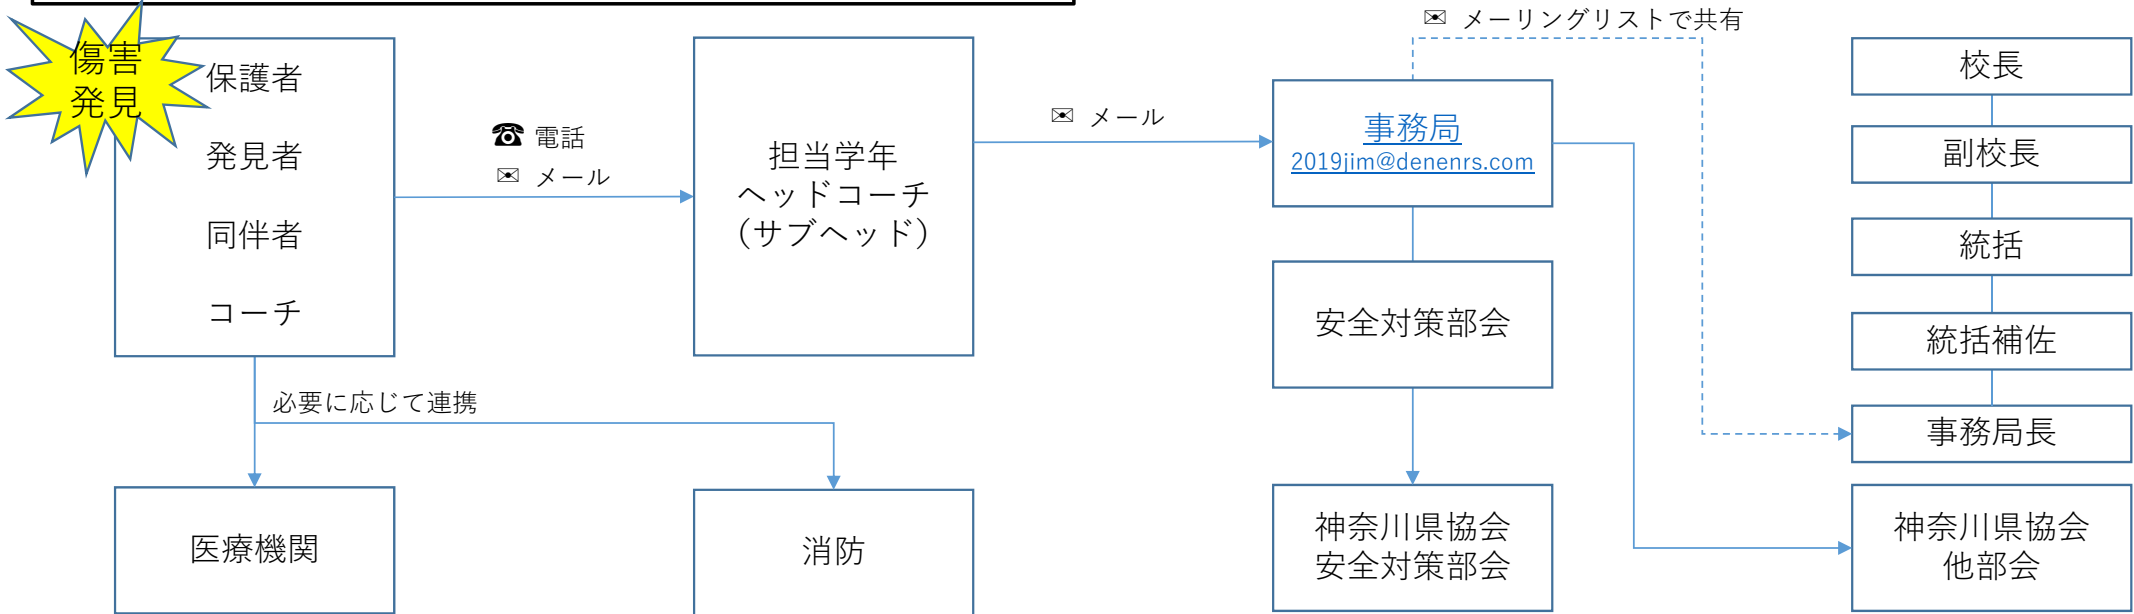 傷害
発見
保護者
発見者
同伴者
コーチ
☎ 電話
✉ メール
担当学年
ヘッドコーチ
（サブヘッド）
✉ メール
✉ メーリングリストで共有
事務局
2019jim@denenrs.com
安全対策部会
校長
副校長
統括
統括補佐
事務局長
必要に応じて連携
医療機関
消防
神奈川県協会
安全対策部会
神奈川県協会
他部会